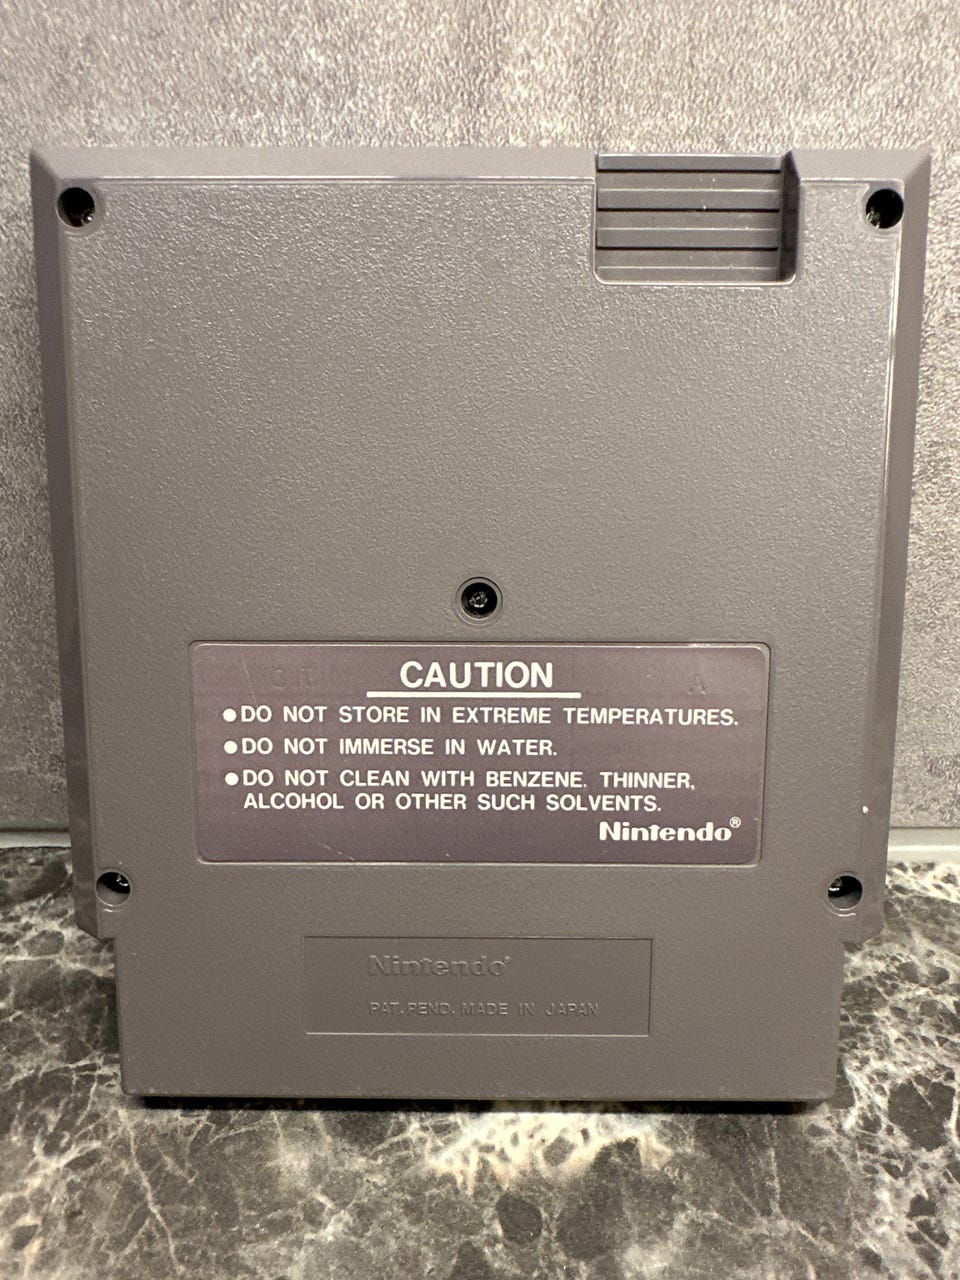 CAUTION
●DO NOT STORE IN EXTREME TEMPERATURES.
●DO NOT IMMERSE IN WATER.
●DO NOT CLEAN WITH BENZENE. THINNER,
ALCOHOL OR OTHER SUCH SOLVENTS.
Nintendo®
Nintendo®
PAT. PEND. MADE IN JAPAN